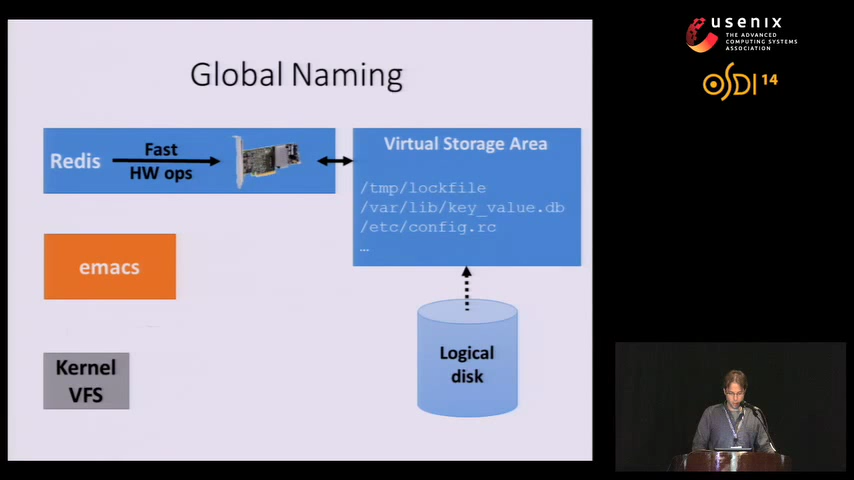 usenix
THE ADVANCED
COMPUTING SYSTEMS
ASSOCIATION
OSDI 14
Global Naming
Redis
Fast
HW ops
Virtual Storage Area
/tmp/lockfile
/var/lib/key_value.db
/etc/config.rc
…
emacs
Logical
disk
Kernel
VFS